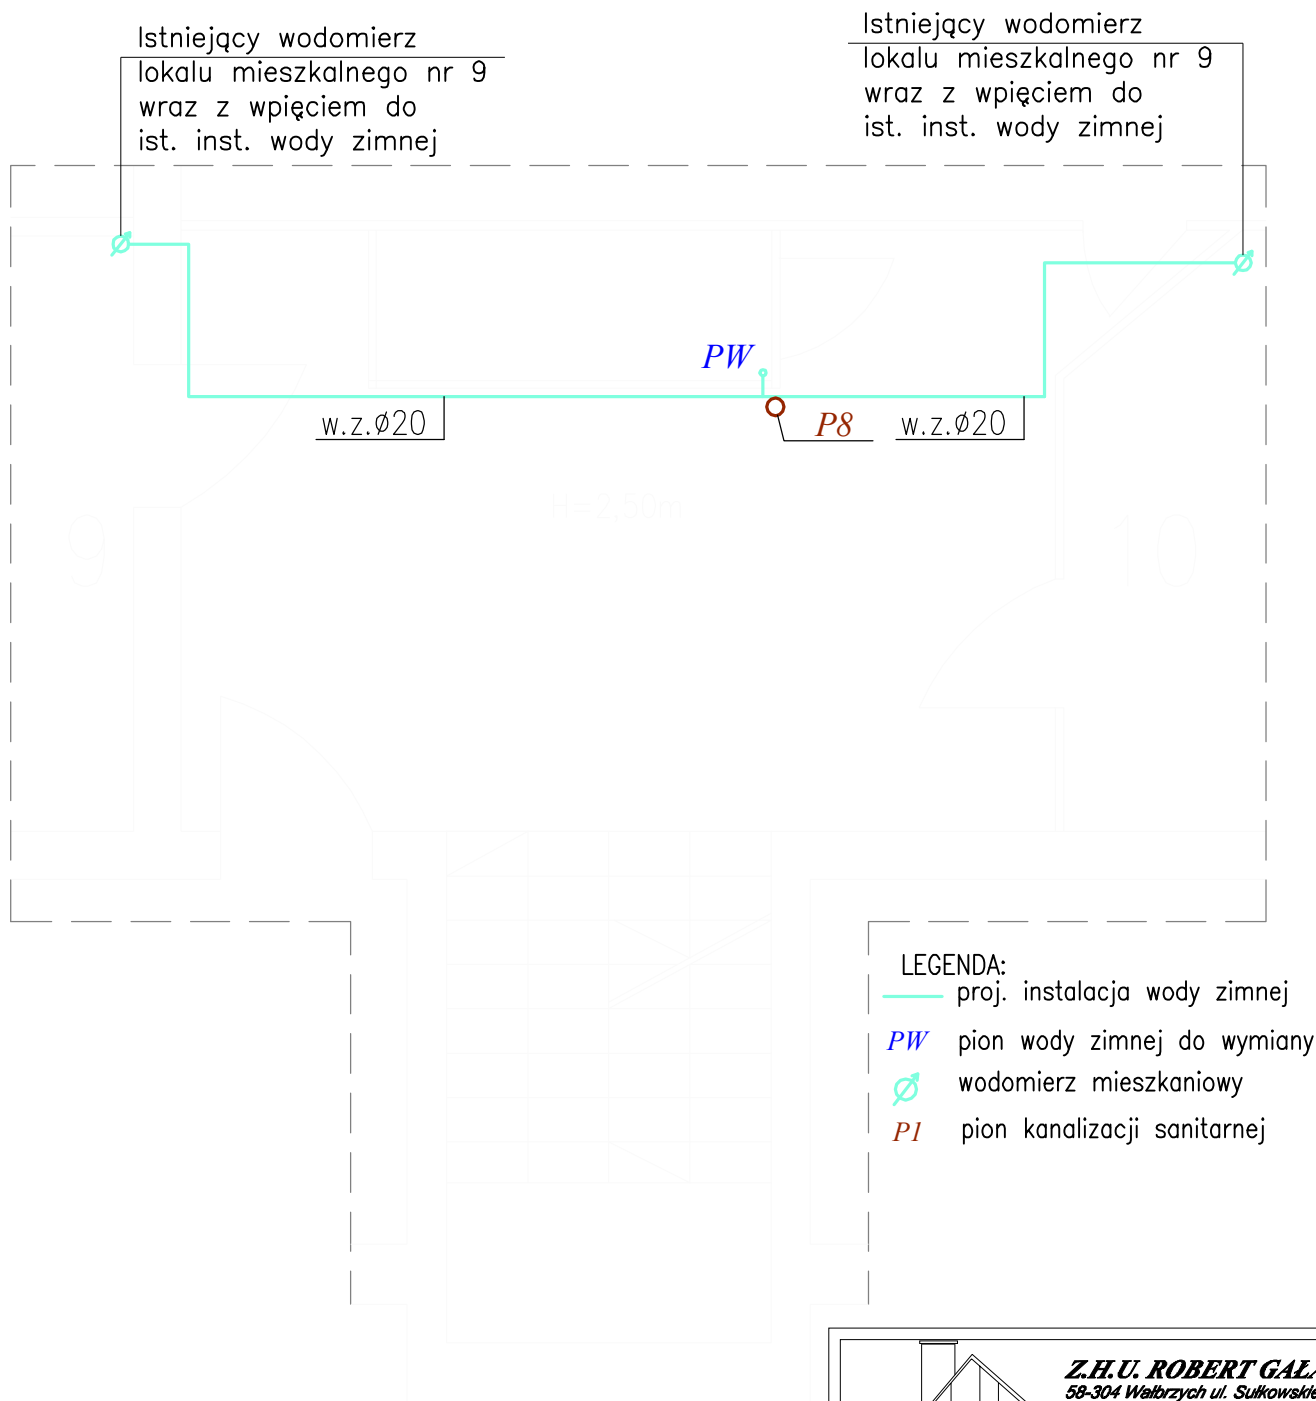 Istniejący wodomierz
lokalu mieszkalnego nr 9
wraz z wpięciem do
ist. inst. wody zimnej
Istniejący wodomierz
lokalu mieszkalnego nr 9
wraz z wpięciem do
ist. inst. wody zimnej
PW
w.z.Ø20
P8
w.z.Ø20
H=2,50m
9
10
LEGENDA:
proj. instalacja wody zimnej
PW pion wody zimnej do wymiany
wodomierz mieszkaniowy
P1 pion kanalizacji sanitarnej
Z.H.U. ROBERT
58-304 Wałbrzych ul.